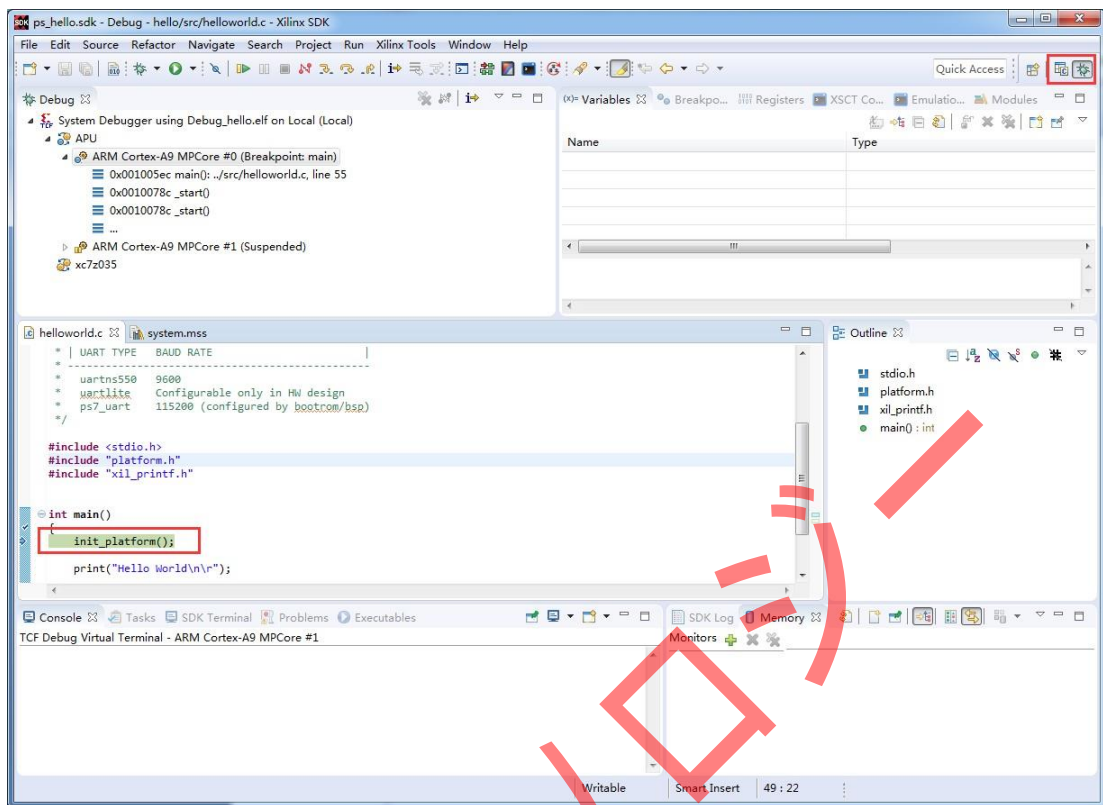 ps_hello.sdk - Debug - hello/src/helloworld.c - Xilinx SDK
File Edit Source Refactor Navigate Search Project Run Xilinx Tools Window Help
Quick Access
Debug
System Debugger using Debug_hello.elf on Local (Local)
APU
ARM Cortex-A9 MPCore #0 (Breakpoint: main)
0x001005ec main(): ../src/helloworld.c, line 55
0x0010078c _start()
0x0010078c _start()
...
ARM Cortex-A9 MPCore #1 (Suspended)
xc7z035
(x)= Variables Breakpo... Registers XSCT Co... Emulatio... Modules
Name Type
helloworld.c system.mss
* | UART TYPE BAUD RATE |
* ------------------------------------------------
* uartns550 9600
* uartlite Configurable only in HW design
* ps7_uart 115200 (configured by bootrom/bsp)
*/
#include <stdio.h>
#include "platform.h"
#include "xil_printf.h"
int main()
{
init_platform();
print("Hello World\n\r");
Outline
stdio.h
platform.h
xil_printf.h
main() : int
Console Tasks SDK Terminal Problems Executables
TCF Debug Virtual Terminal - ARM Cortex-A9 MPCore #1
SDK Log Memory
Monitors
Writable Smart Insert 49 : 22